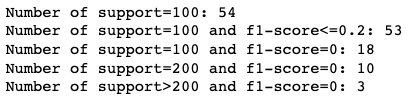 Number of support=100: 54
Number of support=100 and f1-score<=0.2: 53
Number of support=100 and f1-score=0: 18
Number of support=200 and f1-score=0: 10
Number of support>200 and f1-score=0: 3